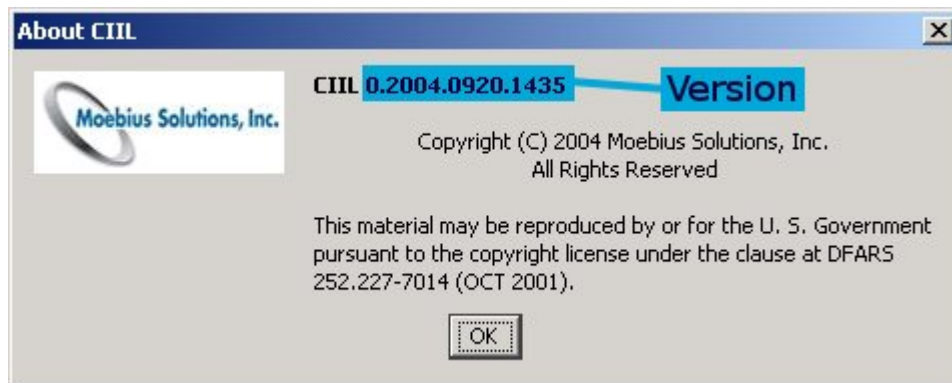 About CIIL
Moebius Solutions, Inc.
CIIL 0.2004.0920.1435
Version
Copyright (C) 2004 Moebius Solutions, Inc.
All Rights Reserved
This material may be reproduced by or for the U. S. Government
pursuant to the copyright license under the clause at DFARS
252.227-7014 (OCT 2001).
OK